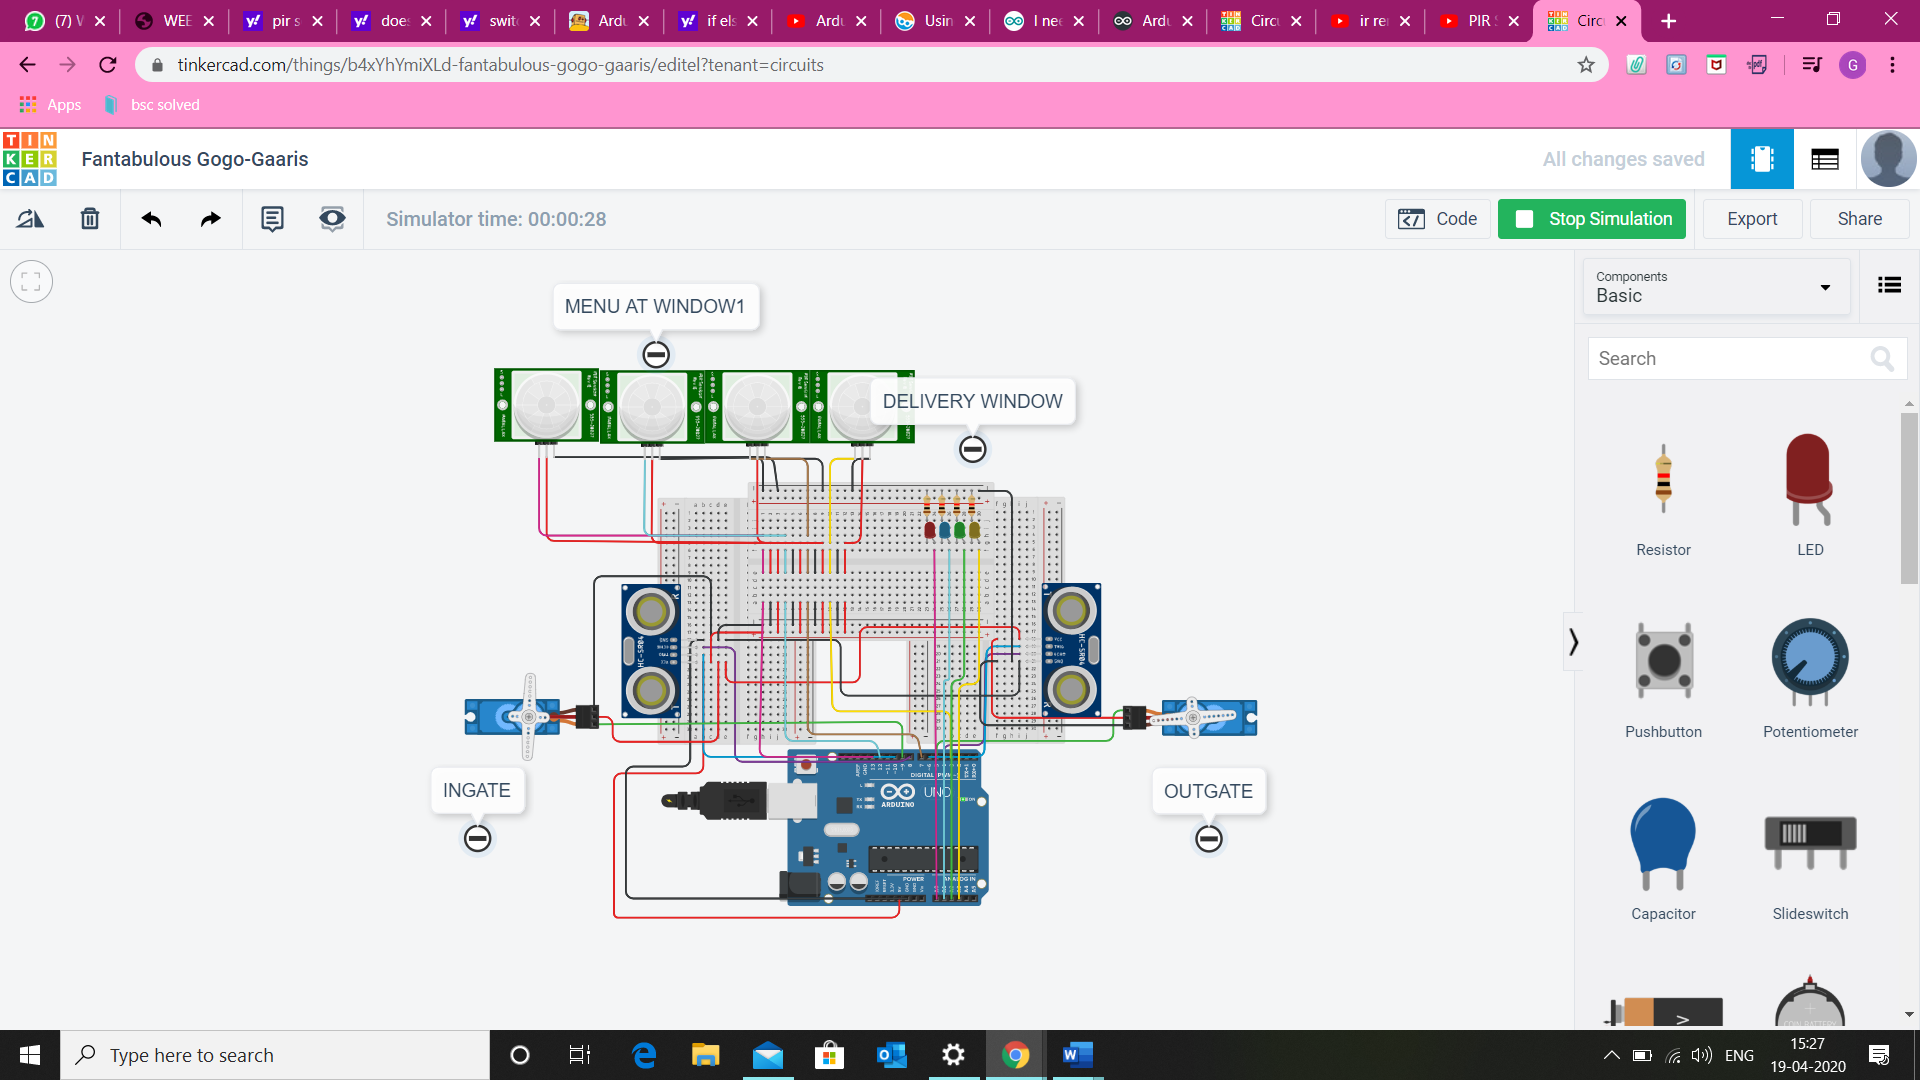 (7) W
WEE
pir s
does
swit
Ardu
if els
Ardu
Usin
I nee
Ardu
Circ
ir re
PIR S
Circ
tinkercad.com/things/b4xYhYmiXLd-fantabulous-gogo-gaaris/editel?tenant=circuits
G
Apps
bsc solved
TIN
KER
CAD
Fantabulous Gogo-Gaaris
All changes saved
Simulator time: 00:00:28
Code
Stop Simulation
Export
Share
Components
Basic
Search
MENU AT WINDOW1
DELIVERY WINDOW
Resistor
LED
Pushbutton
Potentiometer
HC-SR04
HC-SR04
INGATE
OUTGATE
DIGITAL
UNO
ARDUINO
POWER
ANALOG IN
Capacitor
Slideswitch
Type here to search
ENG
15:27
19-04-2020